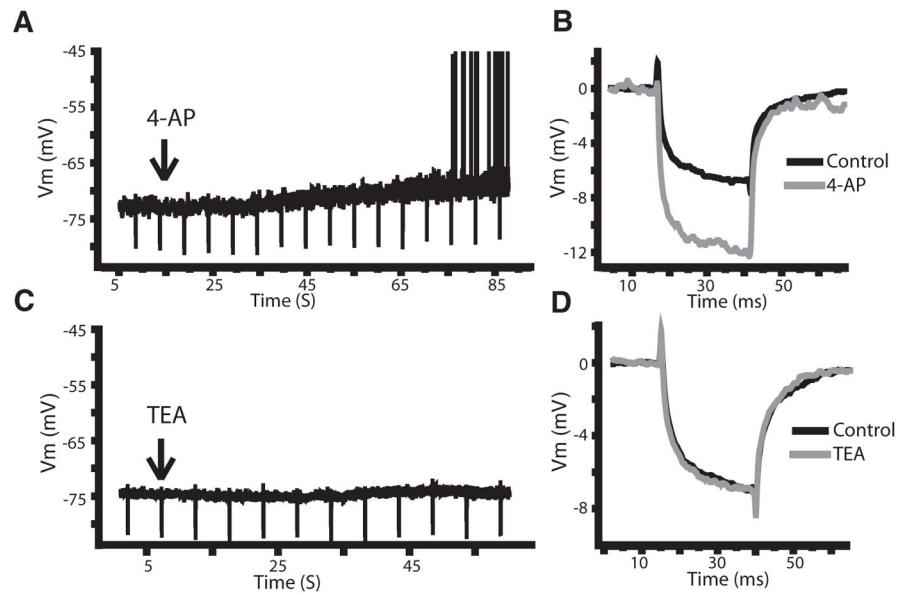 A
-45
-55
-65
-75
Vm (mV)
4-AP
5 25 45 65 85
Time (S)
B
0
-4
-8
-12
Vm (mV)
Control
4-AP
10 30 50
Time (ms)
C
-45
-55
-65
-75
Vm (mV)
TEA
5 25 45
Time (S)
D
0
-4
-8
Vm (mV)
Control
TEA
10 30 50
Time (ms)